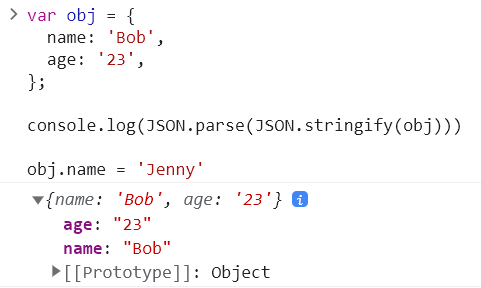 var obj = {
  name: 'Bob',
  age: '23',
};

console.log(JSON.parse(JSON.stringify(obj)))

obj.name = 'Jenny'
{name: 'Bob', age: '23'} i
age: "23"
name: "Bob"
[[Prototype]]: Object